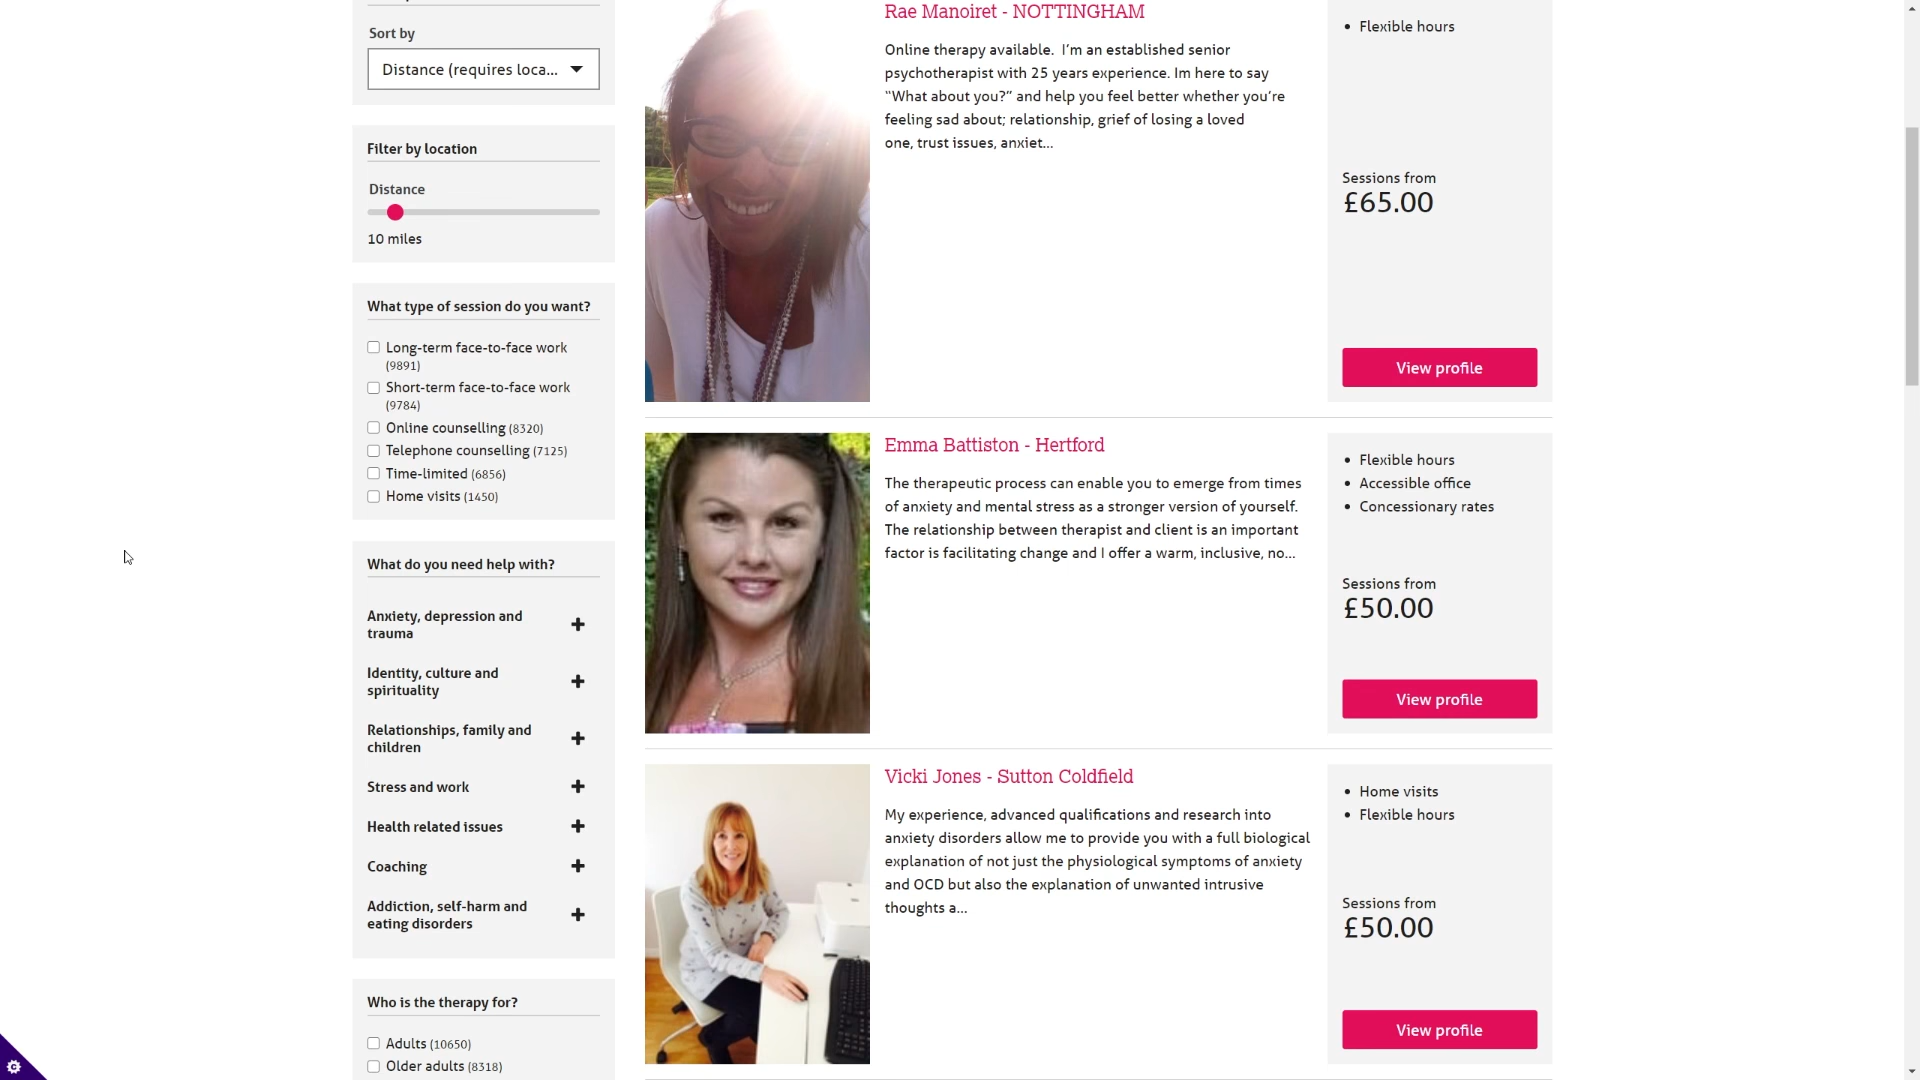 Sort by
Distance (requires loca...
Filter by location
Distance
10 miles
What type of session do you want?
Long-term face-to-face work
(9891)
Short-term face-to-face work
(9784)
Online counselling (8320)
Telephone counselling (7125)
Time-limited (6856)
Home visits (1450)
What do you need help with?
Anxiety, depression and
trauma
Identity, culture and
spirituality
Relationships, family and
children
Stress and work
Health related issues
Coaching
Addiction, self-harm and
eating disorders
Who is the therapy for?
Adults (10650)
Older adults (8318)
Rae Manoiret - NOTTINGHAM
Online therapy available.  I’m an established senior
psychotherapist with 25 years experience. Im here to say
“What about you?” and help you feel better whether you’re
feeling sad about; relationship, grief of losing a loved
one, trust issues, anxiet...
Flexible hours
Sessions from
£65.00
View profile
Emma Battiston - Hertford
The therapeutic process can enable you to emerge from times
of anxiety and mental stress as a stronger version of yourself.
The relationship between therapist and client is an important
factor is facilitating change and I offer a warm, inclusive, no...
Flexible hours
Accessible office
Concessionary rates
Sessions from
£50.00
View profile
Vicki Jones - Sutton Coldfield
My experience, advanced qualifications and research into
anxiety disorders allow me to provide you with a full biological
explanation of not just the physiological symptoms of anxiety
and OCD but also the explanation of unwanted intrusive
thoughts a...
Home visits
Flexible hours
Sessions from
£50.00
View profile